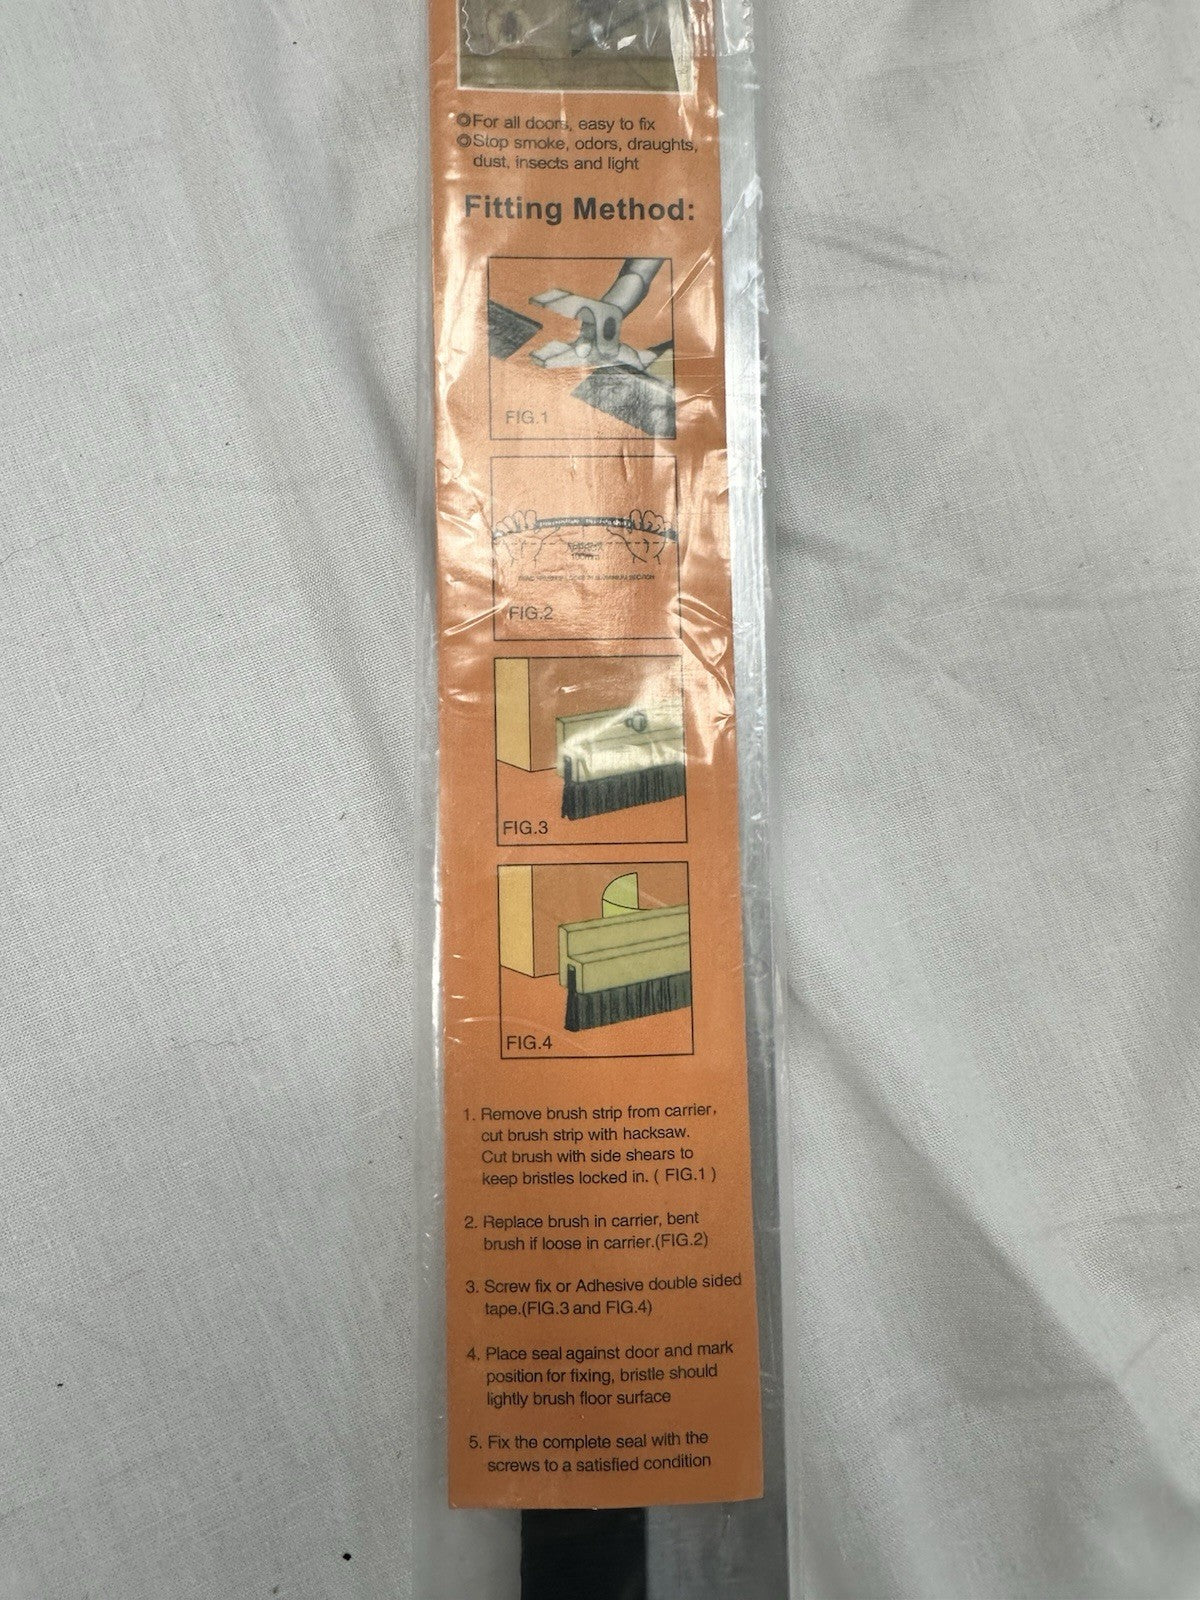 ◎For all doors, easy to fix
◎Stop smoke, odors, draughts,
dust, insects and light
Fitting Method:
FIG.1
FIG.2
FIG.3
FIG.4
1. Remove brush strip from carrier,
cut brush strip with hacksaw.
Cut brush with side shears to
keep bristles locked in. ( FIG.1 )
2. Replace brush in carrier, bent
brush if loose in carrier.(FIG.2)
3. Screw fix or Adhesive double sided
tape.(FIG.3 and FIG.4)
4. Place seal against door and mark
position for fixing, bristle should
lightly brush floor surface
5. Fix the complete seal with the
screws to a satisfied condition